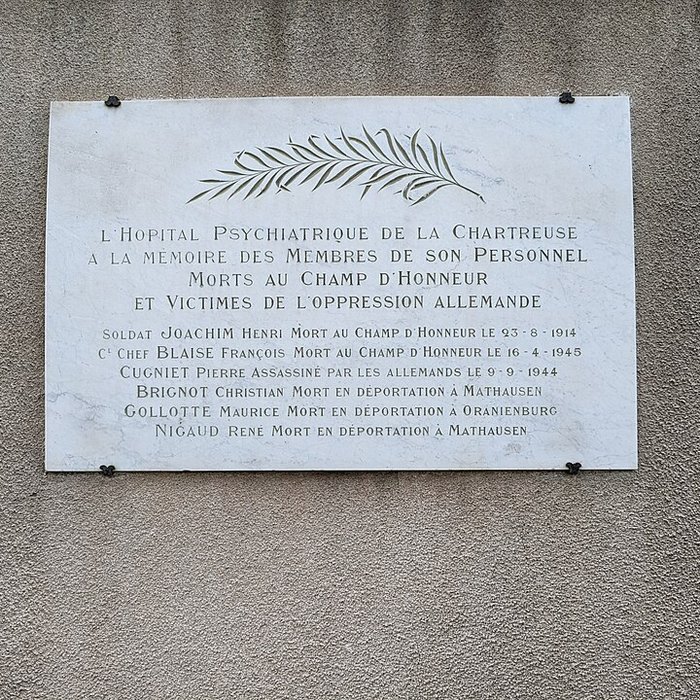 L'HOPITAL PSYCHIATRIQUE DE LA CHARTREUSE
A LA MÉMOIRE DES MEMBRES DE SON PERSONNEL
MORTS AU CHAMP D'HONNEUR
ET VICTIMES DE L'OPPRESSION ALLEMANDE
SOLDAT JOACHIM HENRI MORT AU CHAMP D'HONNEUR LE 23-8-1914
Ct CHEF BLAISE FRANÇOIS MORT AU CHAMP D'HONNEUR LE 16-4-1945
CUGNIET PIERRE ASSASSINÉ PAR LES ALLEMANDS LE 9-9-1944
BRIGNOT CHRISTIAN MORT EN DÉPORTATION À MATHAUSEN
GOLLOTTE MAURICE MORT EN DÉPORTATION À ORANIENBURG
NIGAUD RENÉ MORT EN DÉPORTATION À MATHAUSEN